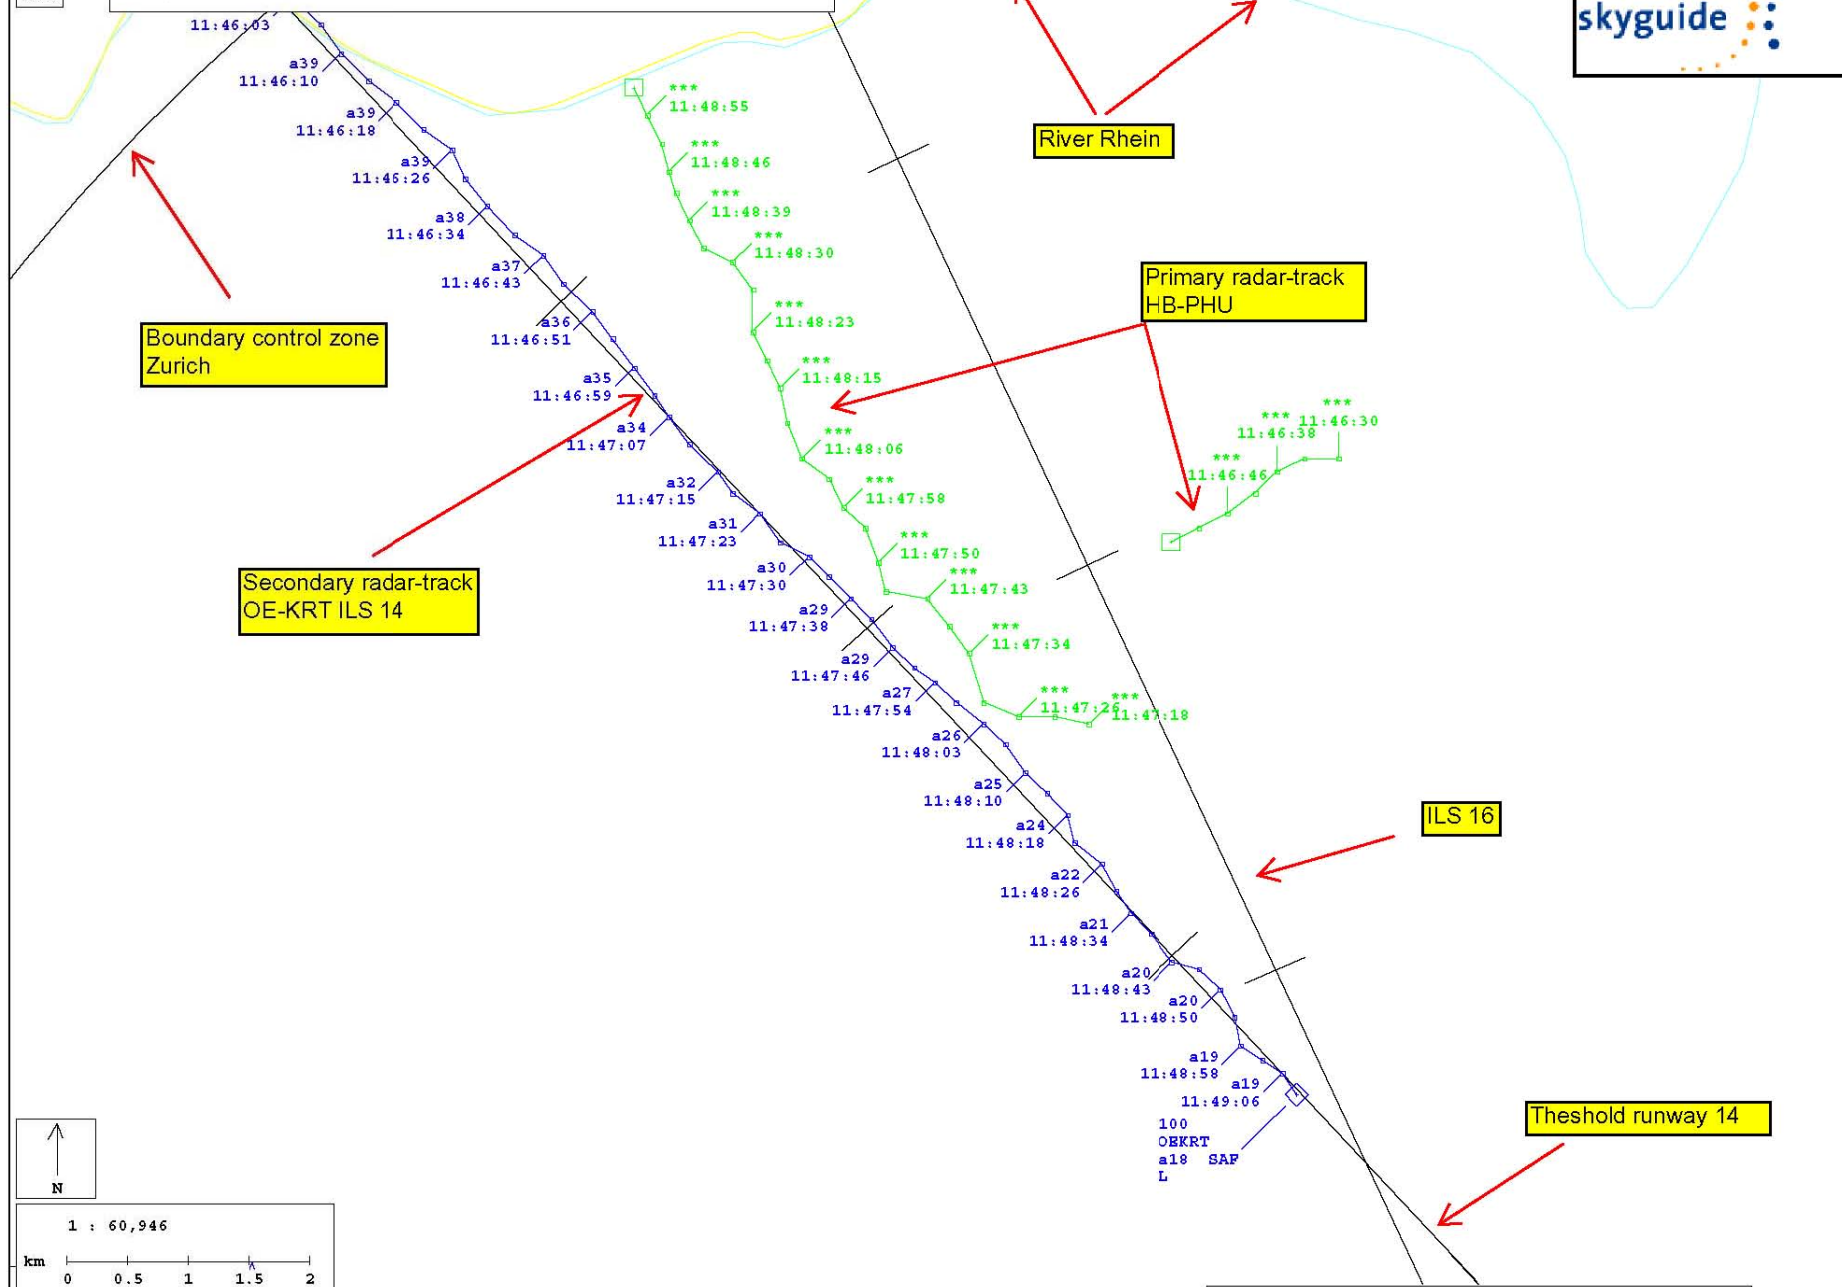 skyguide
11:46:03
a39
11:46:10
a39
11:46:18
a39
11:46:26
a38
11:46:34
a37
11:46:43
a36
11:46:51
a35
11:46:59
a34
11:47:07
a32
11:47:15
a31
11:47:23
a30
11:47:30
a29
11:47:38
a29
11:47:46
a27
11:47:54
a26
11:48:03
a25
11:48:10
a24
11:48:18
a22
11:48:26
a21
11:48:34
a20
11:48:43
a20
11:48:50
a19
11:48:58
a19
11:49:06
100
OEKRT
a18 SAF
L
***
11:48:55
***
11:48:46
***
11:48:39
***
11:48:30
***
11:48:23
***
11:48:15
***
11:48:06
***
11:47:58
***
11:47:50
***
11:47:43
***
11:47:34
***
11:47:26
***
11:47:18
***
11:46:30
***
11:46:38
***
11:46:46
River Rhein
Primary radar-track
HB-PHU
Boundary control zone
Zurich
Secondary radar-track
OE-KRT ILS 14
ILS 16
Theshold runway 14
N
1 : 60,946
km
0 0.5 1 1.5 2